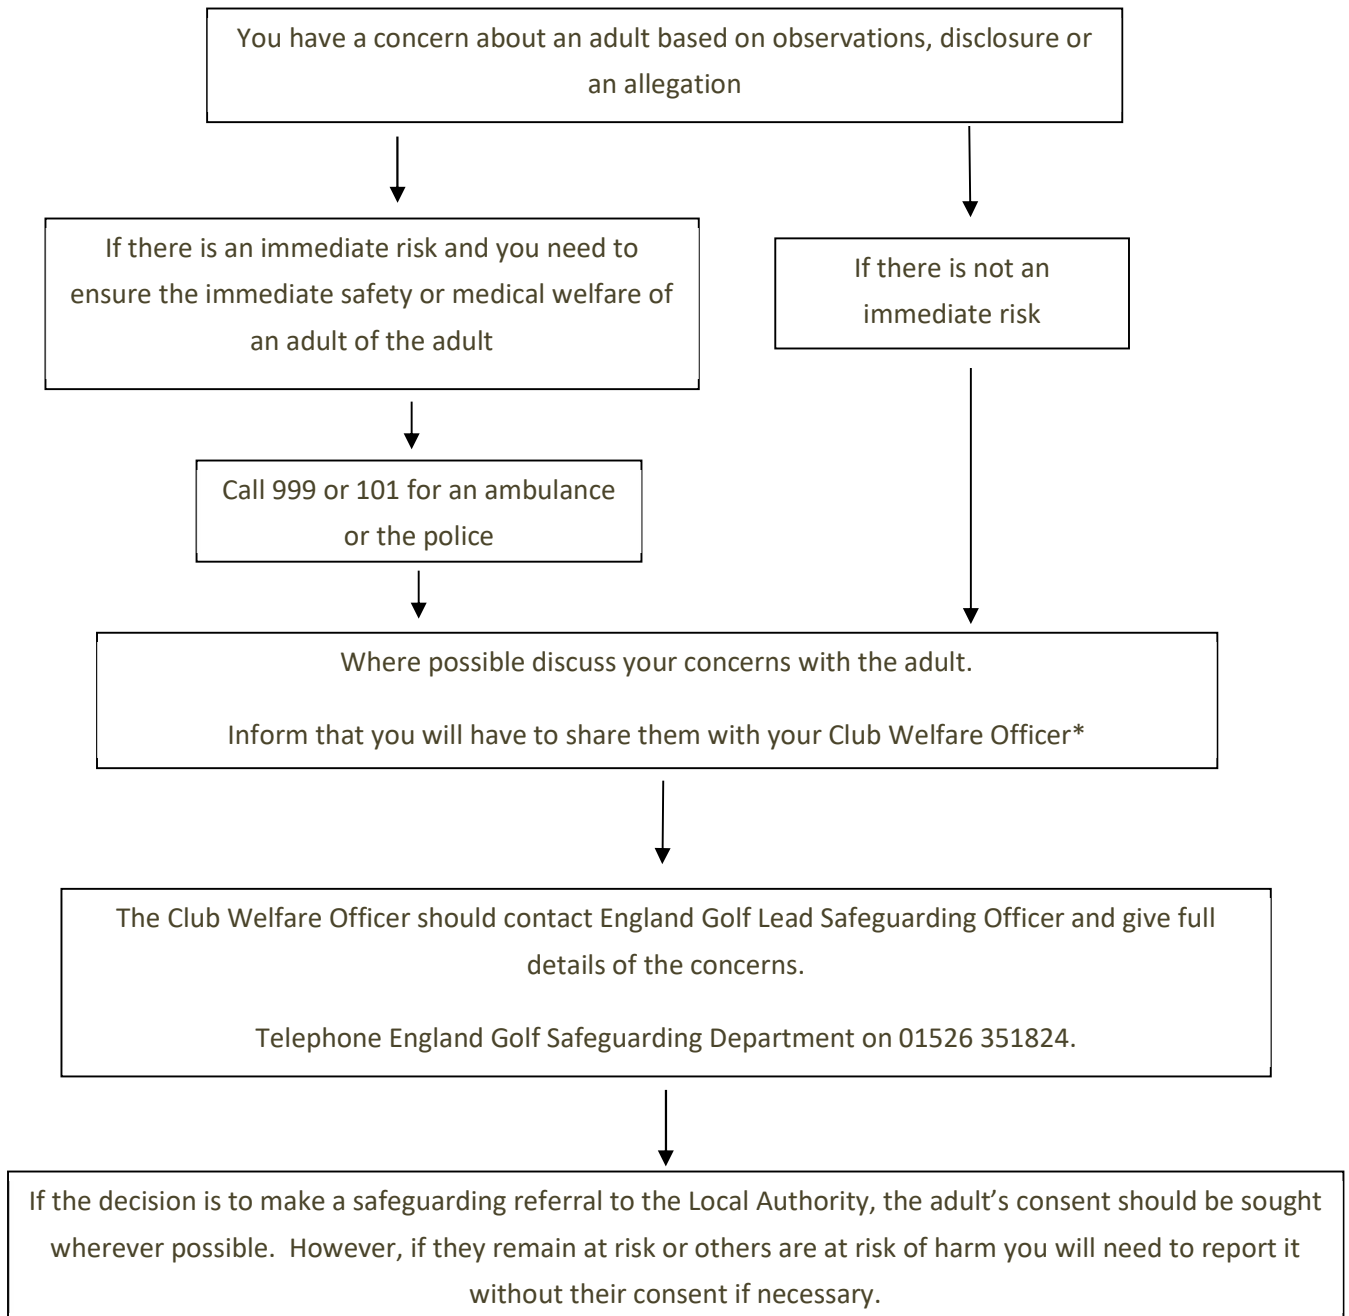 You have a concern about an adult based on observations, disclosure or
an allegation
If there is an immediate risk and you need to
ensure the immediate safety or medical welfare of
an adult of the adult
If there is not an
immediate risk
Call 999 or 101 for an ambulance
or the police
Where possible discuss your concerns with the adult.
Inform that you will have to share them with your Club Welfare Officer*
The Club Welfare Officer should contact England Golf Lead Safeguarding Officer and give full
details of the concerns.
Telephone England Golf Safeguarding Department on 01526 351824.
If the decision is to make a safeguarding referral to the Local Authority, the adult’s consent should be sought
wherever possible.  However, if they remain at risk or others are at risk of harm you will need to report it
without their consent if necessary.